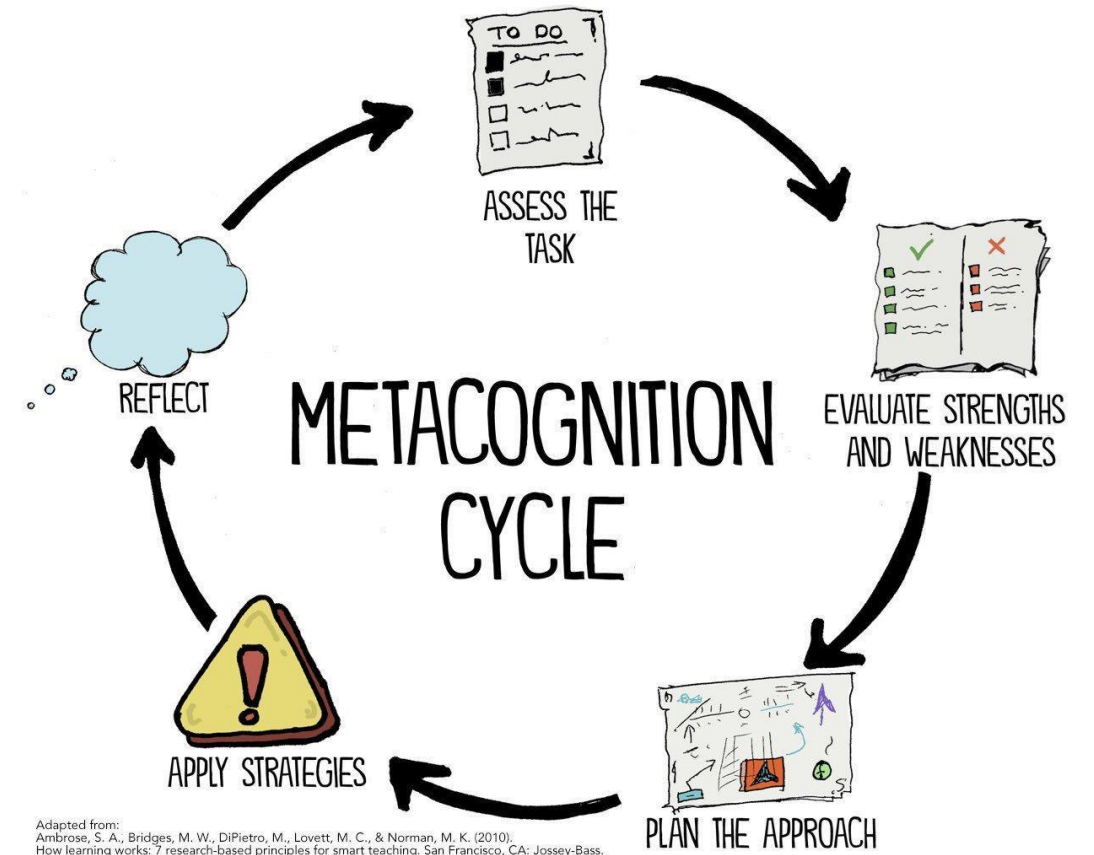 TO DO
ASSESS THE
TASK
EVALUATE STRENGTHS
AND WEAKNESSES
REFLECT
METACOGNITION
CYCLE
APPLY STRATEGIES
PLAN THE APPROACH
Adapted from:
Ambrose, S. A., Bridges, M. W., DiPietro, M., Lovett, M. C., & Norman, M. K. (2010).
How learning works: 7 research-based principles for smart teaching. San Francisco, CA: Jossey-Bass.